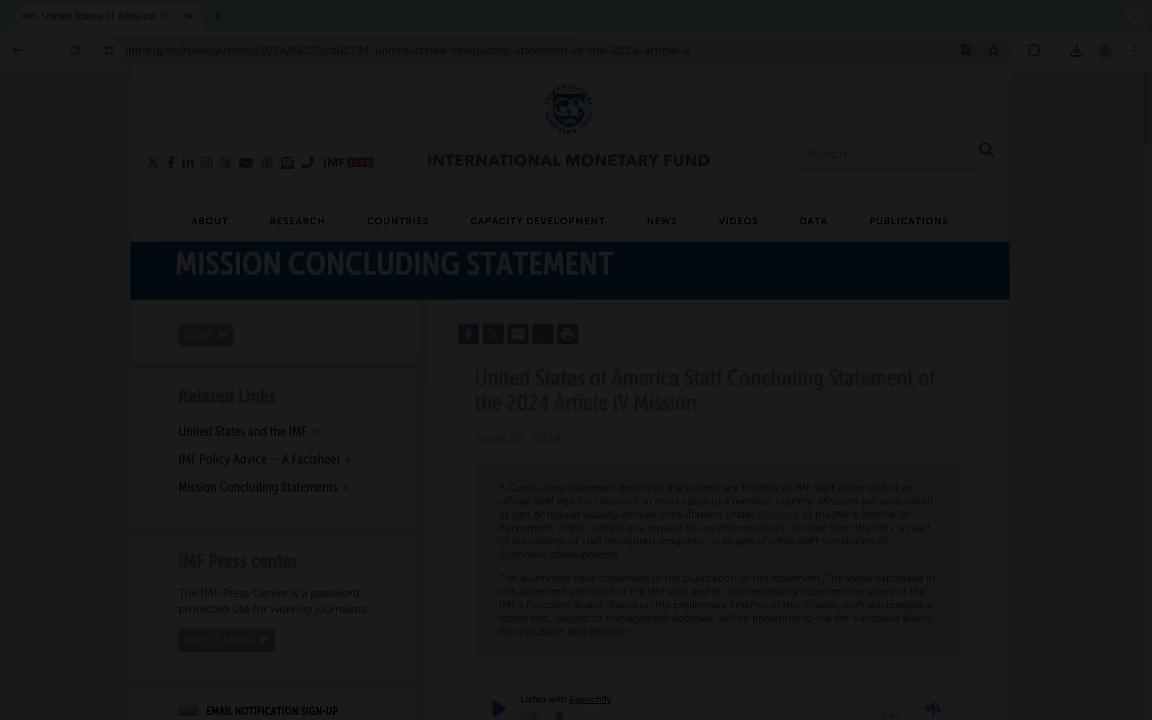 United States of America: St
imf.org/en/News/Articles/2024/06/27/cs62724-united-states-concluding-statement-of-the-2024-article-iv
IMF LIVE
INTERNATIONAL MONETARY FUND
Search
ABOUT RESEARCH COUNTRIES CAPACITY DEVELOPMENT NEWS VIDEOS DATA PUBLICATIONS
MISSION CONCLUDING STATEMENT
NEWS
Related Links
United States and the IMF
IMF Policy Advice -- A Factsheet
Mission Concluding Statements
IMF Press center
The IMF Press Center is a password-
protected site for working journalists.
PRESS CENTER
EMAIL NOTIFICATION SIGN-UP
United States of America Staff Concluding Statement of
the 2024 Article IV Mission
June 27, 2024
A Concluding Statement describes the preliminary findings of IMF staff at the end of an
official staff visit (or 'mission'), in most cases to a member country. Missions are undertaken
as part of regular (usually annual) consultations under Article IV of the IMF's Articles of
Agreement, in the context of a request to use IMF resources (borrow from the IMF), as part
of discussions of staff monitored programs, or as part of other staff monitoring of
economic developments.
The authorities have consented to the publication of this statement. The views expressed in
this statement are those of the IMF staff and do not necessarily represent the views of the
IMF's Executive Board. Based on the preliminary findings of this mission, staff will prepare a
report that, subject to management approval, will be presented to the IMF Executive Board
for discussion and decision.
Listen with Speechify
0:00